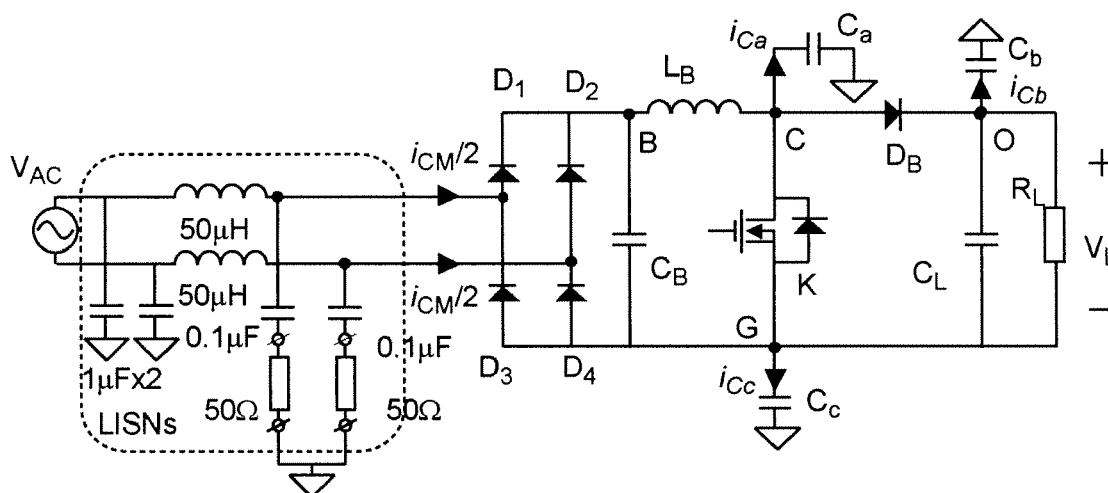 V_AC
50μH
50μH
1μFx2
0.1μF
0.1μF
50Ω
50Ω
LISNs
i_CM/2
i_CM/2
D_1
D_2
D_3
D_4
B
L_B
C_B
i_Ca
C_a
C
D_B
K
G
i_Cc
C_c
C_b
i_Cb
O
R_L
C_L
+
−